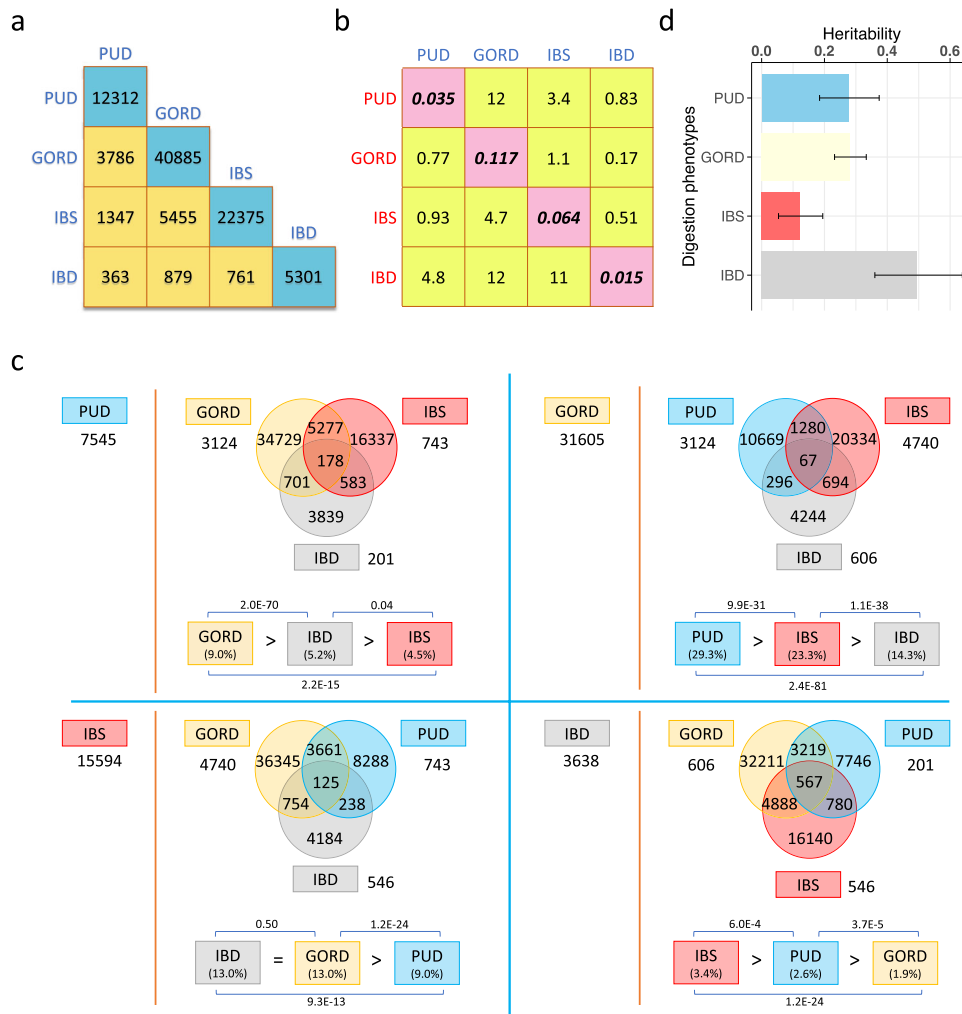 a
PUD
PUD 12312
GORD
GORD 3786 40885
IBS
IBS 1347 5455 22375
IBD
IBD 363 879 761 5301
b
PUD GORD IBS IBD
PUD 0.035 12 3.4 0.83
GORD 0.77 0.117 1.1 0.17
IBS 0.93 4.7 0.064 0.51
IBD 4.8 12 11 0.015
d
Heritability
0.0 0.2 0.4 0.6
Digestion phenotypes
PUD
GORD
IBS
IBD
c
PUD
7545
GORD
3124
IBS
743
34729 5277 16337
178
701 583
3839
IBD 201
2.0E-70 0.04
GORD (9.0%) > IBD (5.2%) > IBS (4.5%)
2.2E-15
GORD
31605
PUD
3124
IBS
4740
10669 1280 20334
67
296 694
4244
IBD 606
9.9E-31 1.1E-38
PUD (29.3%) > IBS (23.3%) > IBD (14.3%)
2.4E-81
IBS
15594
GORD
4740
PUD
743
36345 3661 8288
125
754 238
4184
IBD 546
0.50 1.2E-24
IBD (13.0%) = GORD (13.0%) > PUD (9.0%)
9.3E-13
IBD
3638
GORD
606
PUD
201
32211 3219 7746
567
4888 780
16140
IBS 546
6.0E-4 3.7E-5
IBS (3.4%) > PUD (2.6%) > GORD (1.9%)
1.2E-24